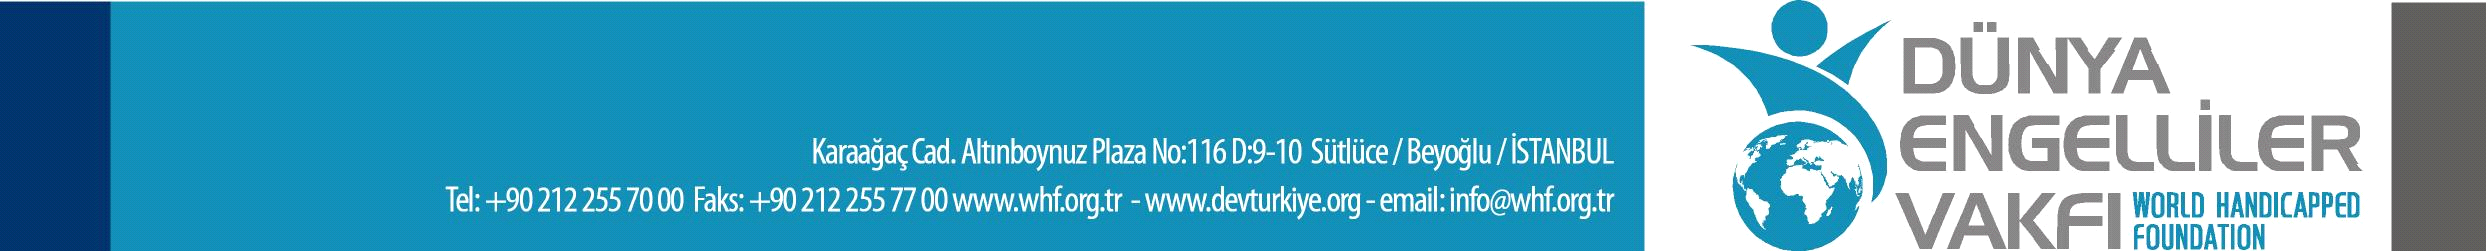 Karaağaç Cad. Altınboynuz Plaza No:116 D:9-10 Sütlüce / Beyoğlu / İSTANBUL
Tel: +90 212 255 70 00 Faks: +90 212 255 77 00 www.whf.org.tr - www.devturkiye.org - email: info@whf.org.tr
DÜNYA
ENGELLİLER
VAKFI
WORLD HANDICAPPED
FOUNDATION